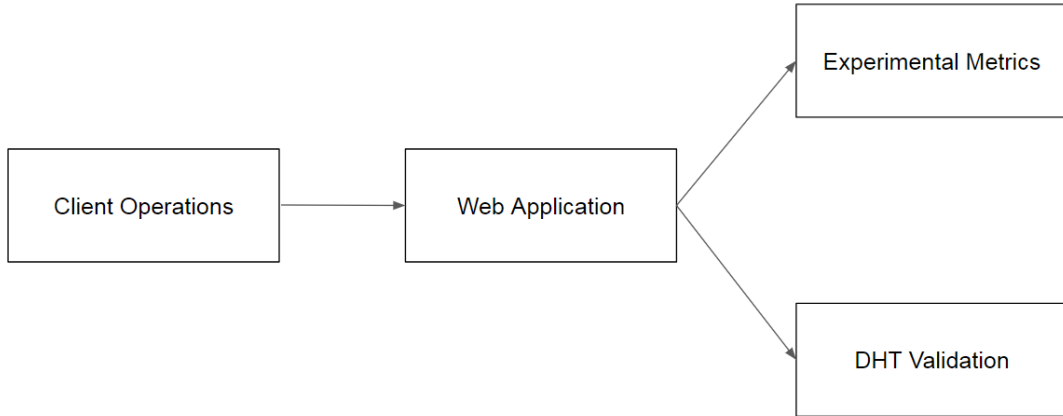 Experimental Metrics
Client Operations
Web Application
DHT Validation